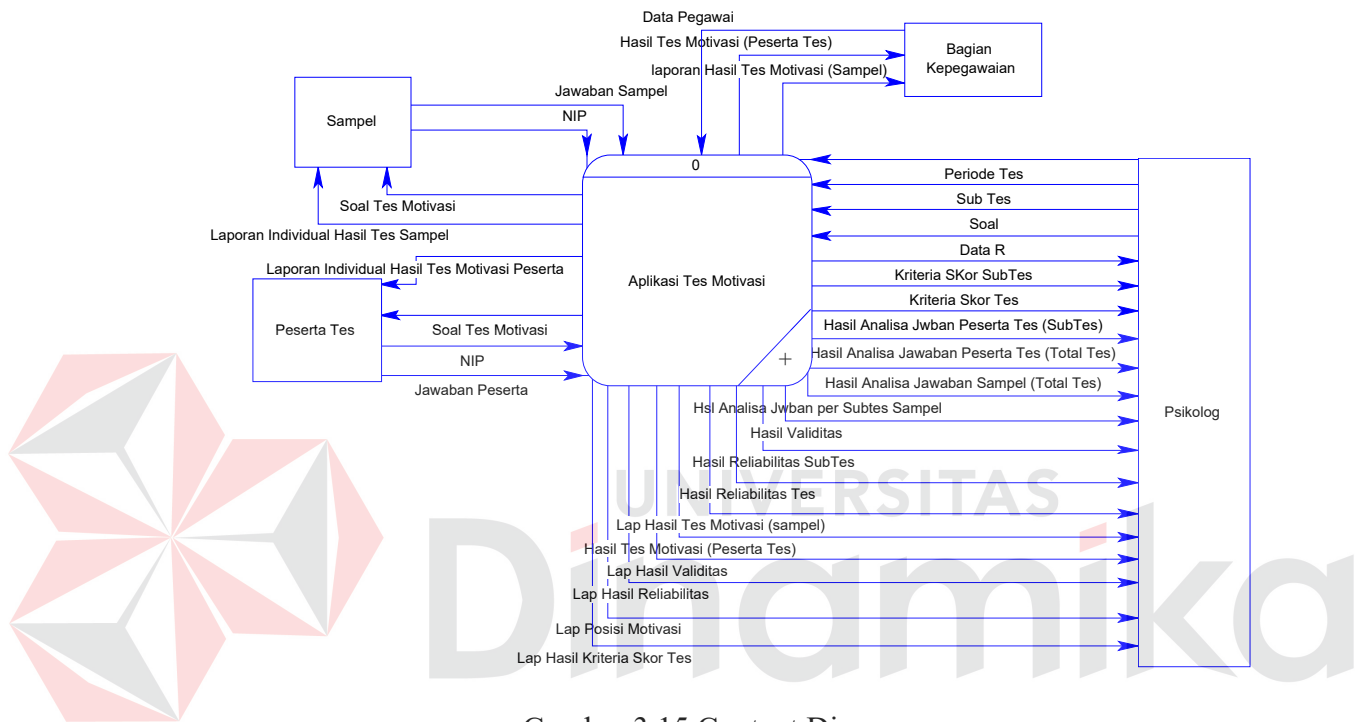 Data Pegawai
Hasil Tes Motivasi (Peserta Tes)
laporan Hasil Tes Motivasi (Sampel)
Bagian
Kepegawaian
Jawaban Sampel
NIP
Sampel
Soal Tes Motivasi
Laporan Individual Hasil Tes Sampel
Laporan Individual Hasil Tes Motivasi Peserta
Peserta Tes
Soal Tes Motivasi
NIP
Jawaban Peserta
0
Aplikasi Tes Motivasi
+
Periode Tes
Sub Tes
Soal
Data R
Kriteria SKor SubTes
Kriteria Skor Tes
Hasil Analisa Jwban Peserta Tes (SubTes)
Hasil Analisa Jawaban Peserta Tes (Total Tes)
Hasil Analisa Jawaban Sampel (Total Tes)
Hsl Analisa Jwban per Subtes Sampel
Hasil Validitas
Hasil Reliabilitas SubTes
Hasil Reliabilitas Tes
Lap Hasil Tes Motivasi (sampel)
Hasil Tes Motivasi (Peserta Tes)
Lap Hasil Validitas
Lap Hasil Reliabilitas
Lap Posisi Motivasi
Lap Hasil Kriteria Skor Tes
Psikolog
UNIVERSITAS
Dinamika